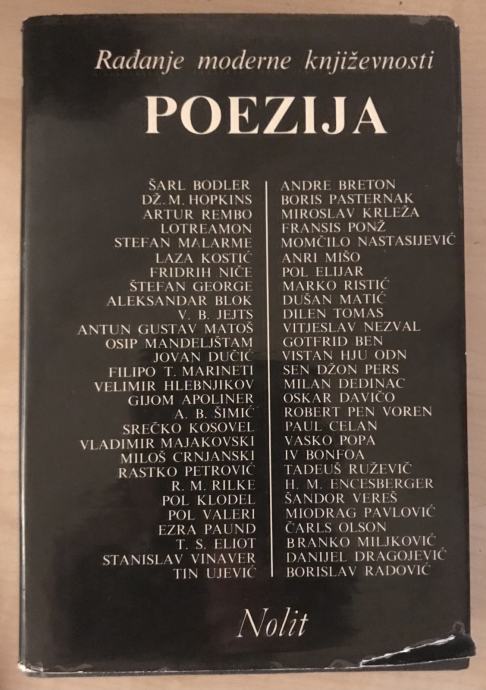 Rađanje moderne književnosti
POEZIJA
ŠARL BODLER
DŽ. M. HOPKINS
ARTUR REMBO
LOTREAMON
STEFAN MALARME
LAZA KOSTIĆ
FRIDRIH NIČE
ŠTEFAN GEORGE
ALEKSANDAR BLOK
V. B. JEJTS
ANTUN GUSTAV MATOŠ
OSIP MANDELJŠTAM
JOVAN DUČIĆ
FILIPO T. MARINETI
VELIMIR HLEBNJIKOV
GIJOM APOLINER
A. B. ŠIMIĆ
SREČKO KOSOVEL
VLADIMIR MAJAKOVSKI
MILOŠ CRNJANSKI
RASTKO PETROVIĆ
R. M. RILKE
POL KLODEL
POL VALERI
EZRA PAUND
T. S. ELIOT
STANISLAV VINAVER
TIN UJEVIĆ
ANDRE BRETON
BORIS PASTERNAK
MIROSLAV KRLEŽA
FRANSIS PONŽ
MOMČILO NASTASIJEVIĆ
ANRI MIŠO
POL ELIJAR
MARKO RISTIĆ
DUŠAN MATIĆ
DILEN TOMAS
VITJESLAV NEZVAL
GOTFRID BEN
VISTAN HJU ODN
SEN DŽON PERS
MILAN DEDINAC
OSKAR DAVIČO
ROBERT PEN VOREN
PAUL CELAN
VASKO POPA
IV BONFOA
TADEUŠ RUŽEVIČ
H. M. ENCESBERGER
ŠANDOR VEREŠ
MIODRAG PAVLOVIĆ
ČARLS OLSON
BRANKO MILJKOVIĆ
DANIJEL DRAGOJEVIĆ
BORISLAV RADOVIĆ
Nolit